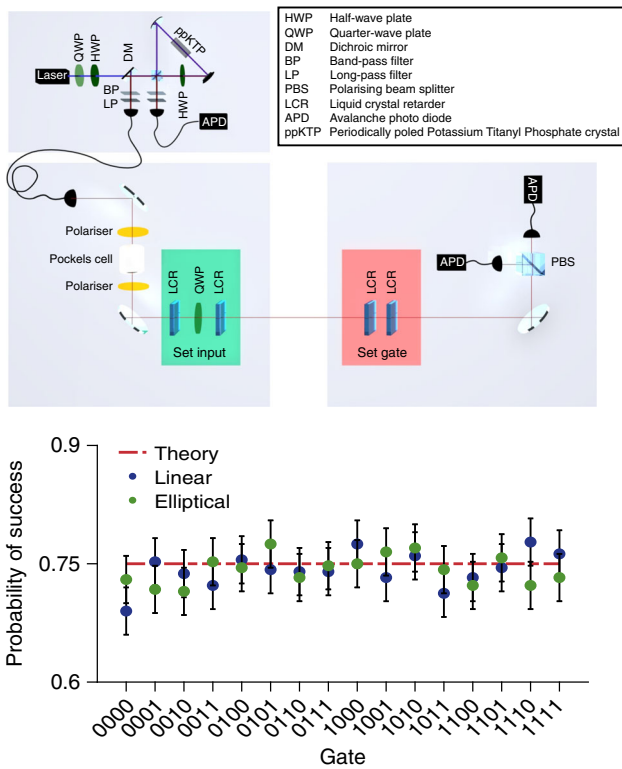 HWP Half-wave plate
QWP Quarter-wave plate
DM Dichroic mirror
BP Band-pass filter
LP Long-pass filter
PBS Polarising beam splitter
LCR Liquid crystal retarder
APD Avalanche photo diode
ppKTP Periodically poled Potassium Titanyl Phosphate crystal
QWP
HWP
DM
ppKTP
Laser
BP
LP
HWP
APD
Polariser
Pockels cell
Polariser
LCR
QWP
LCR
Set input
LCR
LCR
Set gate
APD
APD
PBS
0.9
0.75
0.6
Probability of success
Theory
Linear
Elliptical
0000
0001
0010
0011
0100
0101
0110
0111
1000
1001
1010
1011
1100
1101
1110
1111
Gate